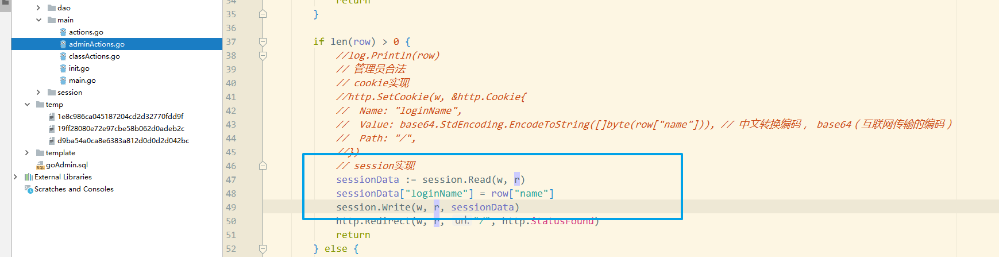 dao
main
actions.go
adminActions.go
classActions.go
init.go
main.go
session
temp
1e8c986ca045187204cd2d32770fdd9f
19ff28080e72e97cbe58b062d0adeb2c
d9ba54a0ca8e6383a812d0d0d2d042bc
template
goAdmin.sql
External Libraries
Scratches and Consoles
34 return
35 }
36
37 if len(row) > 0 {
38 //log.Println(row)
39 // 管理员合法
40 // cookie实现
41 //http.SetCookie(w, &http.Cookie{
42 // Name: "loginName",
43 // Value: base64.StdEncoding.EncodeToString([]byte(row["name"])), // 中文转换编码， base64（互联网传输的编码）
44 // Path: "/",
45 //})
46 // session实现
47 sessionData := session.Read(w, r)
48 sessionData["loginName"] = row["name"]
49 session.Write(w, r, sessionData)
50 http.Redirect(w, r, url: "/", http.StatusFound)
51 return
52 } else {